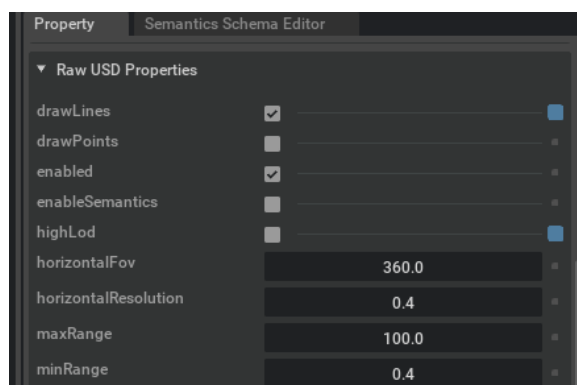 Property Semantics Schema Editor
Raw USD Properties
drawLines
drawPoints
enabled
enableSemantics
highLod
horizontalFov 360.0
horizontalResolution 0.4
maxRange 100.0
minRange 0.4